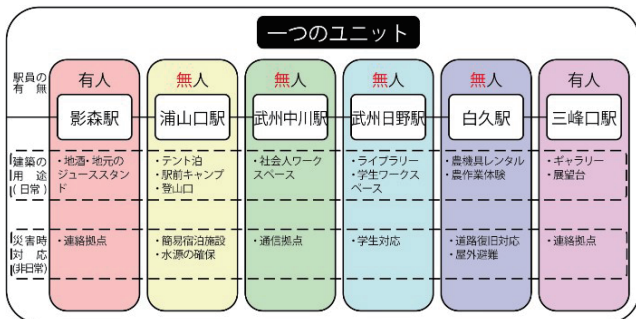 一つのユニット
駅員の
有 無
有人
無人
無人
無人
無人
有人
影森駅
浦山口駅
武州中川駅
武州日野駅
白久駅
三峰口駅
建築の
用途
(日常)
・地酒・地元の
ジューススタン
ド
・テント泊
・駅前キャンプ
・登山口
・社会人ワーク
スペース
・ライブラリー
・学生ワークス
ペース
・農機具レンタル
・農作業体験
・ギャラリー
・展望台
災害時
対応
(非日常)
・連絡拠点
・簡易宿泊施設
・水源の確保
・通信拠点
・学生対応
・道路復旧対応
・屋外避難
・連絡拠点